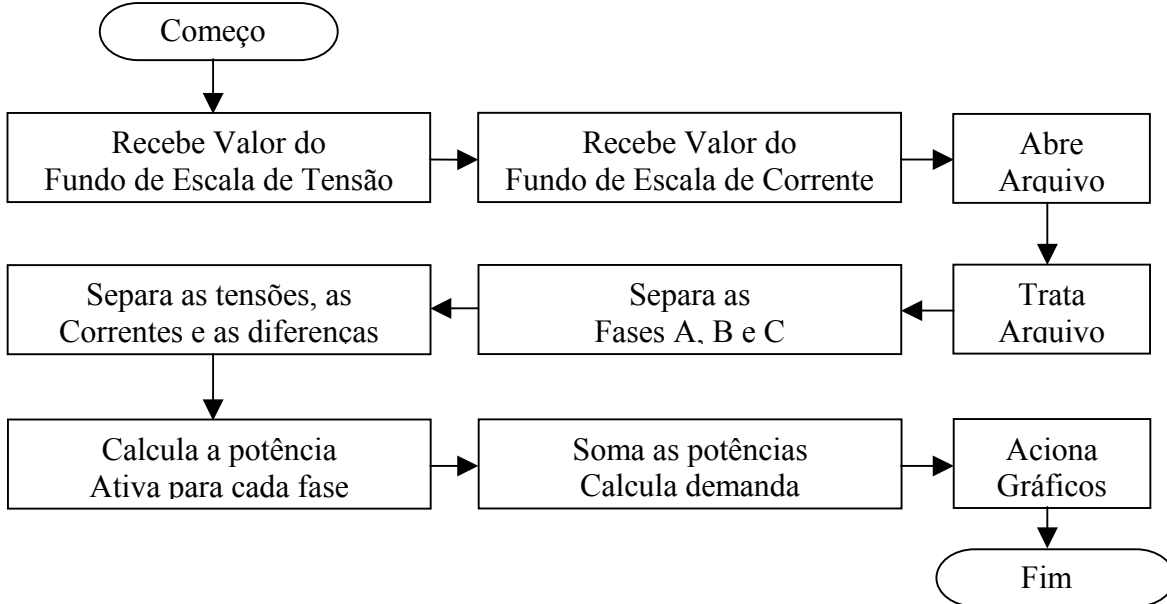 Começo
Recebe Valor do
Fundo de Escala de Tensão
Recebe Valor do
Fundo de Escala de Corrente
Abre
Arquivo
Trata
Arquivo
Separa as
Fases A, B e C
Separa as tensões, as
Correntes e as diferenças
Calcula a potência
Ativa para cada fase
Soma as potências
Calcula demanda
Aciona
Gráficos
Fim